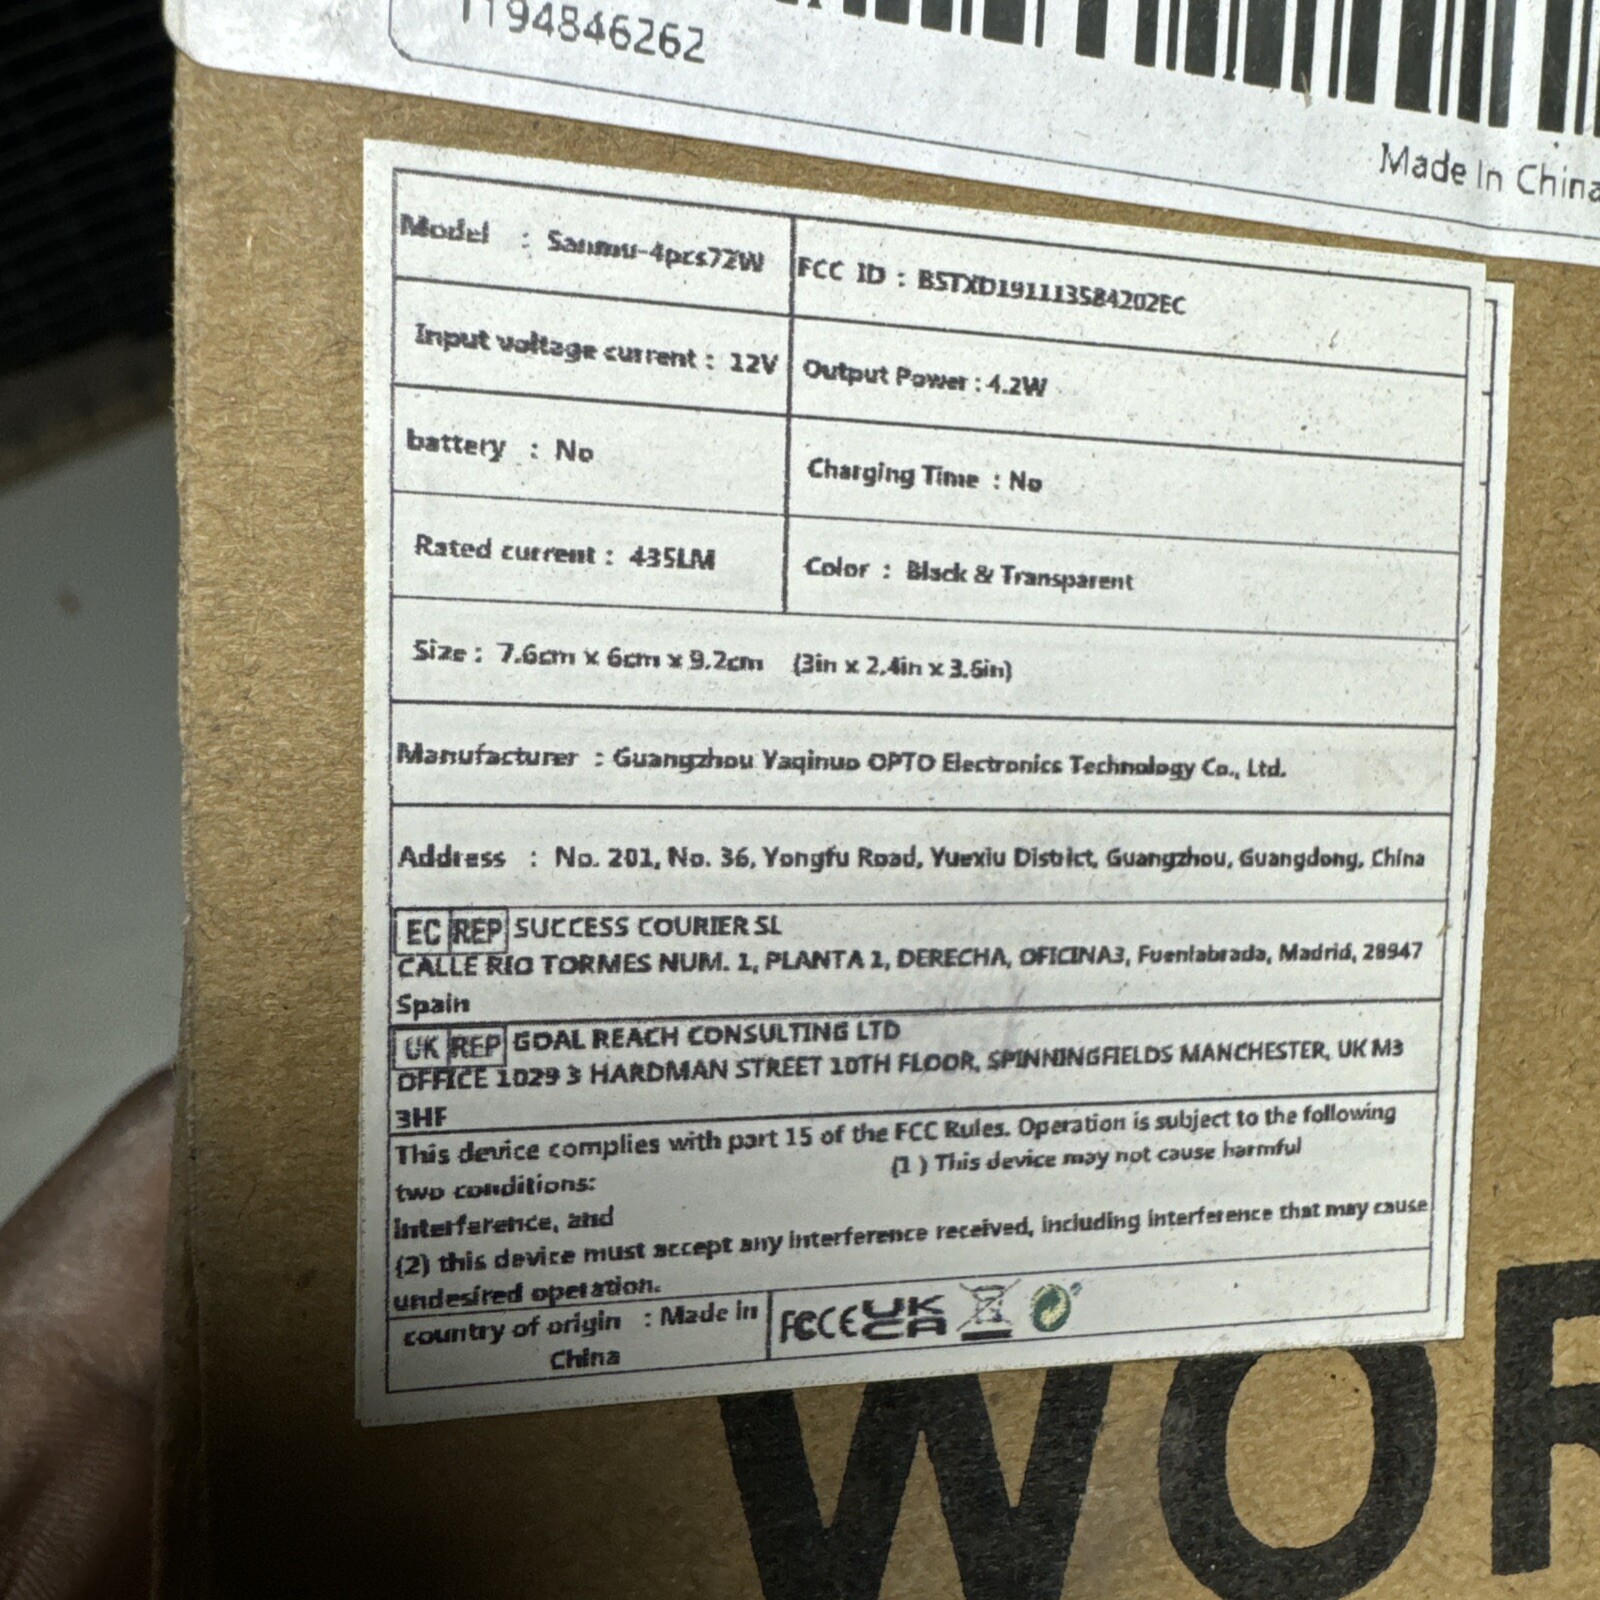 1194846262
Made In China
Model : Sanmu-4pcs72W
FCC ID : BSTXD191113584202EC
Input voltage current : 12V
Output Power : 4.2W
battery : No
Charging Time : No
Rated current : 435LM
Color : Black & Transparent
Size : 7.6cm x 6cm x 9.2cm (3in x 2.4in x 3.6in)
Manufacturer : Guangzhou Yaqinuo OPTO Electronics Technology Co., Ltd.
Address : No. 201, No. 36, Yongfu Road, Yuexiu District, Guangzhou, Guangdong, China
EC REP SUCCESS COURIER SL
CALLE RIO TORMES NUM. 1, PLANTA 1, DERECHA, OFICINA3, Fuenlabrada, Madrid, 28947
Spain
UK REP GOAL REACH CONSULTING LTD
OFFICE 1029 3 HARDMAN STREET 10TH FLOOR, SPINNINGFIELDS MANCHESTER, UK M3
3HF
This device complies with part 15 of the FCC Rules. Operation is subject to the following
two conditions: (1 ) This device may not cause harmful
interference, and
(2) this device must accept any interference received, including interference that may cause
undesired operation.
country of origin : Made in
China
FC CE UK
CA
WOR